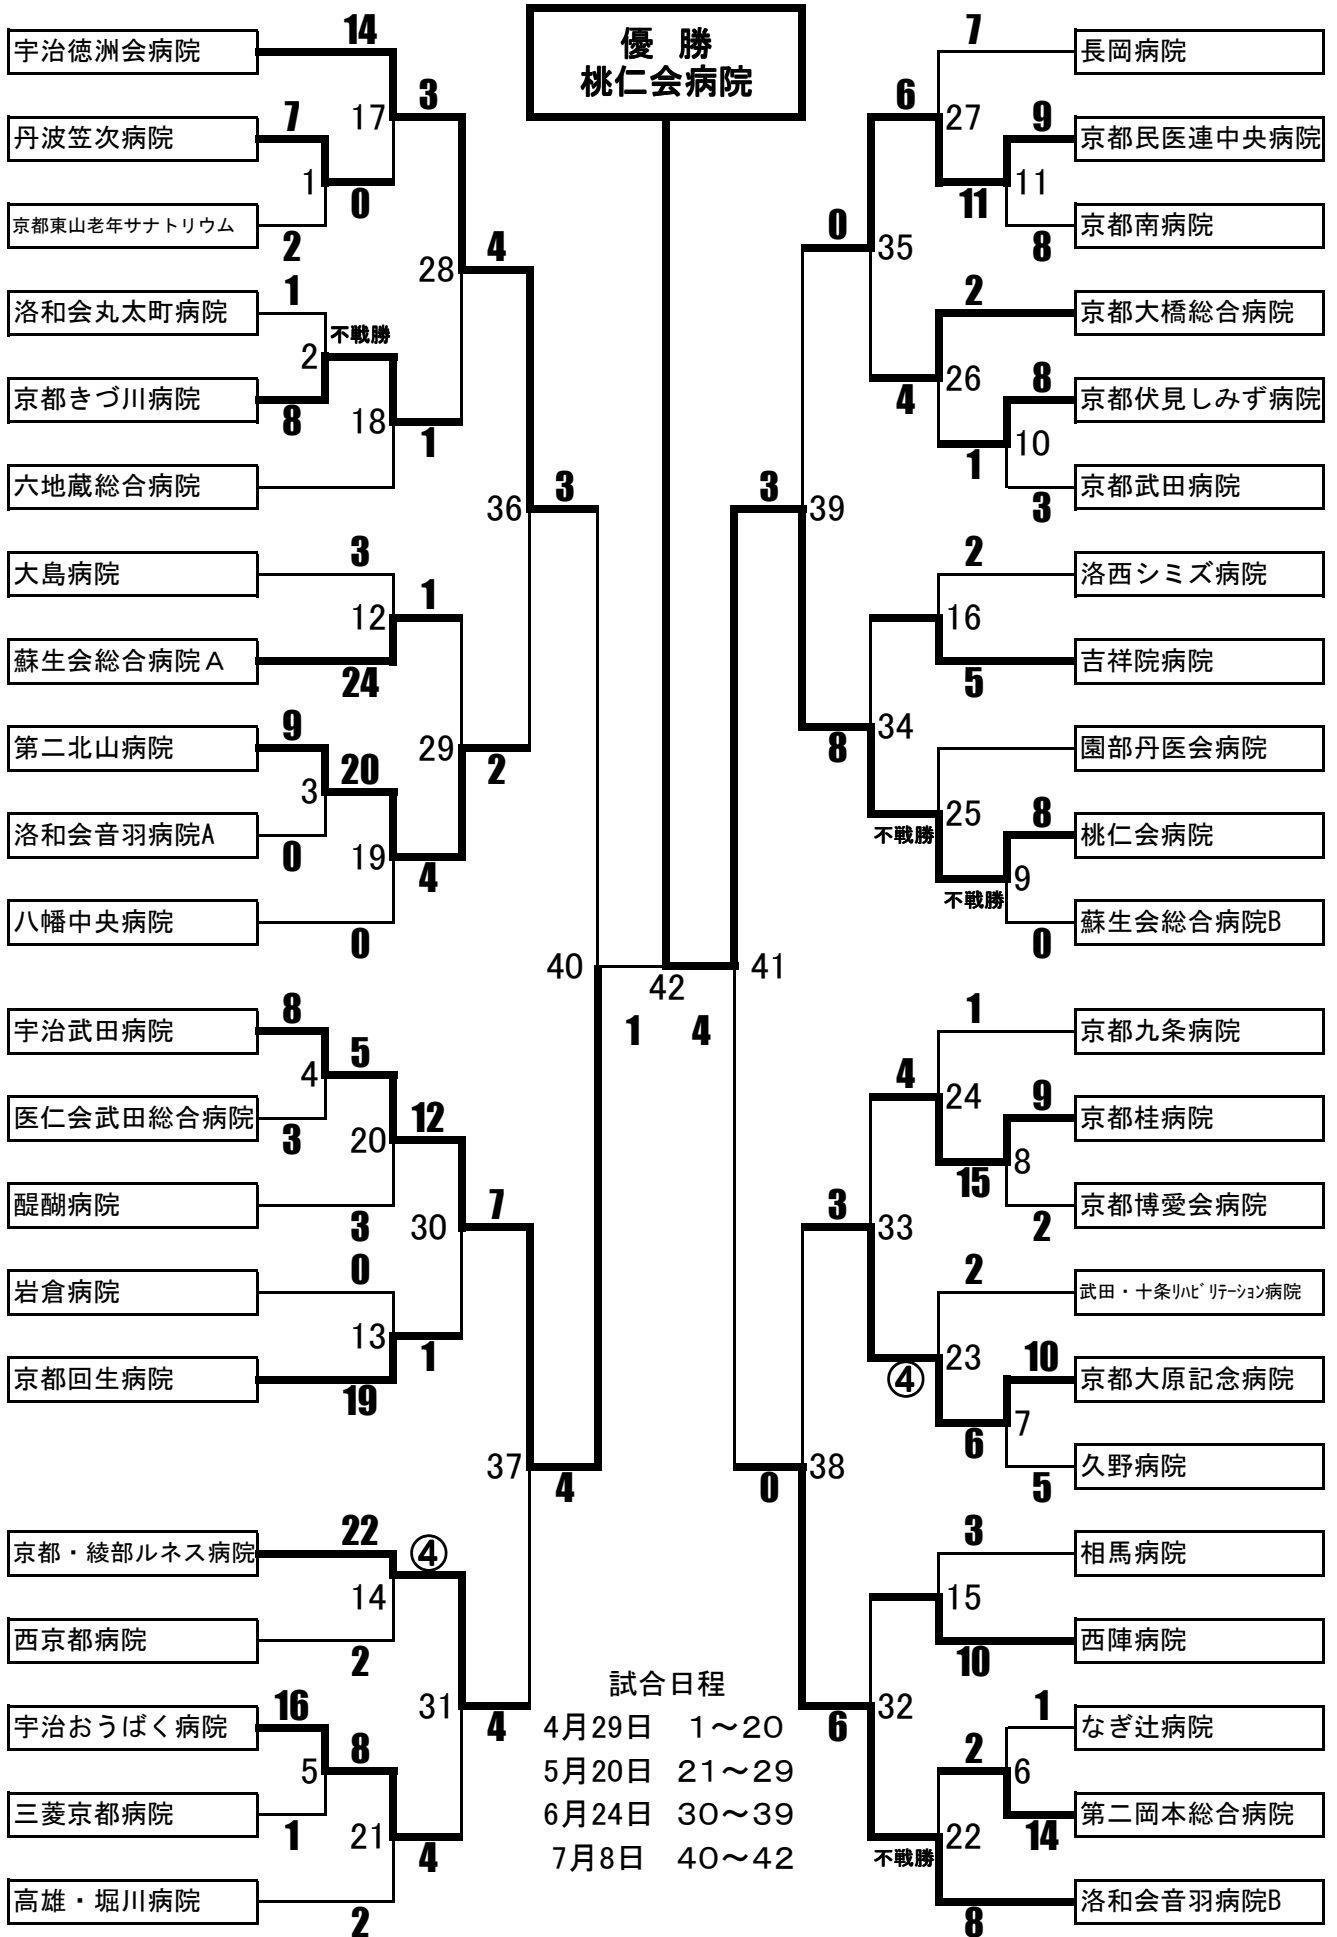 優 勝
桃仁会病院
宇治徳洲会病院
14
丹波笠次病院
7
17
3
1
0
京都東山老年サナトリウム
2
28
4
洛和会丸太町病院
1
2
不戦勝
京都きづ川病院
8
18
1
六地蔵総合病院
36
3
大島病院
3
12
1
蘇生会総合病院A
24
第二北山病院
9
20
29
2
3
洛和会音羽病院A
0
19
4
八幡中央病院
0
40
宇治武田病院
8
5
4
医仁会武田総合病院
3
20
12
醍醐病院
3
30
7
岩倉病院
0
13
1
京都回生病院
19
37
4
京都・綾部ルネス病院
22
④
14
西京都病院
2
31
4
宇治おうばく病院
16
8
5
三菱京都病院
1
21
4
高雄・堀川病院
2
42
1 4
41
7
長岡病院
6
27
9
京都民医連中央病院
11
11
京都南病院
8
0
35
2
京都大橋総合病院
26
4
8
京都伏見しみず病院
10
1
京都武田病院
3
3
39
2
洛西シミズ病院
16
吉祥院病院
5
34
8
園部丹医会病院
25
不戦勝
8
桃仁会病院
9
不戦勝
蘇生会総合病院B
0
1
京都九条病院
4
24
9
京都桂病院
15
8
京都博愛会病院
2
3
33
2
武田・十条リハビリテーション病院
23
④
10
京都大原記念病院
6
7
久野病院
5
0
38
3
相馬病院
15
西陣病院
10
32
6
1
なぎ辻病院
2
6
第二岡本総合病院
14
22
不戦勝
洛和会音羽病院B
8
試合日程
4月29日 1～20
5月20日 21～29
6月24日 30～39
7月8日 40～42